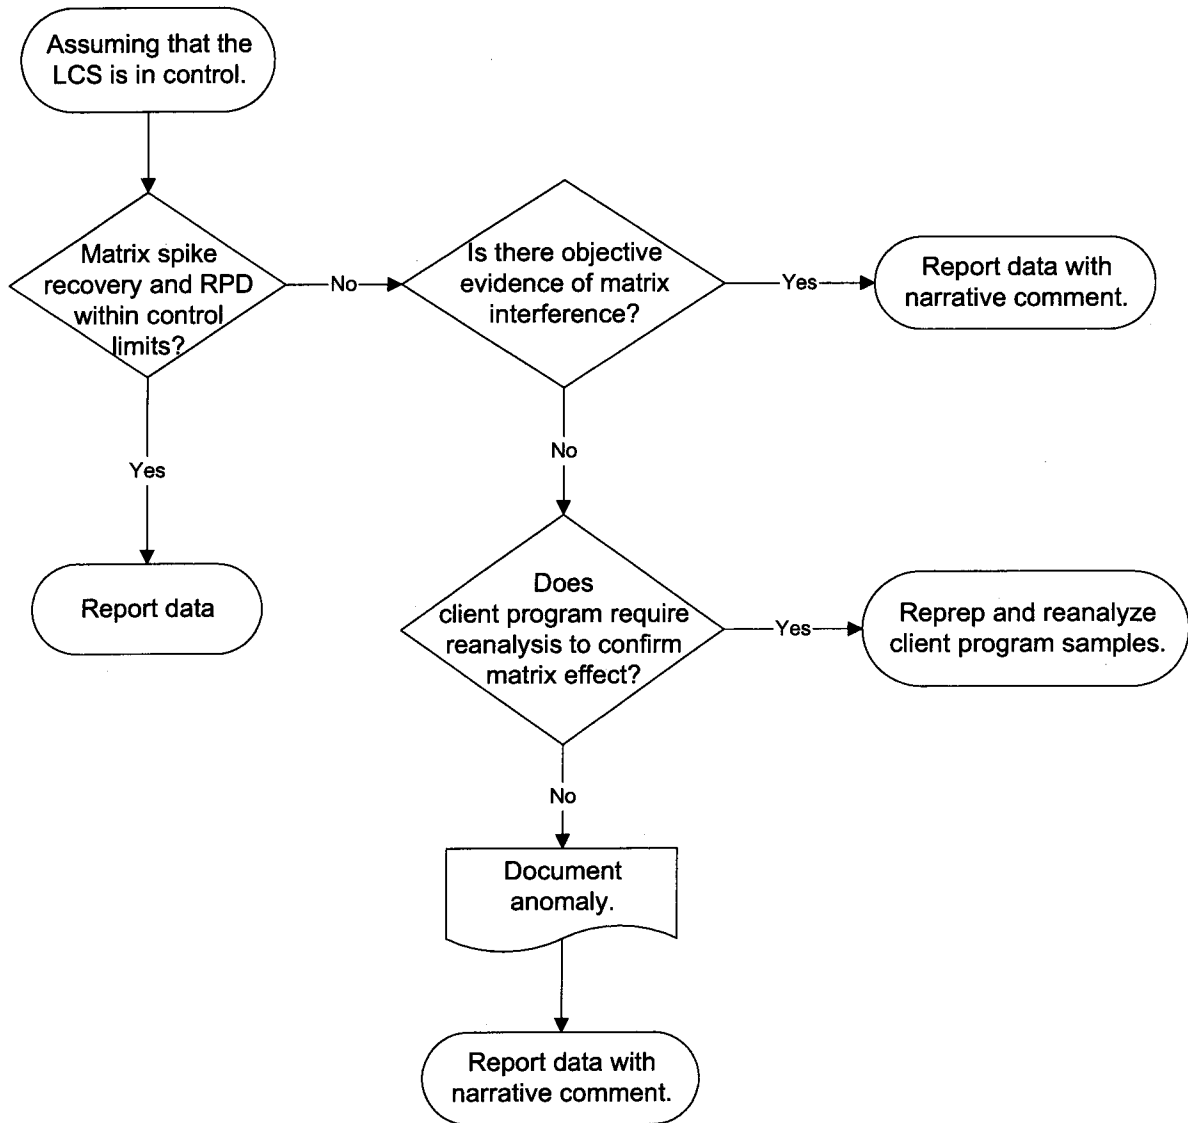 Assuming that the
LCS is in control.
Matrix spike
recovery and RPD
within control
limits?
No
Is there objective
evidence of matrix
interference?
Yes
Report data with
narrative comment.
Yes
Report data
No
Does
client program require
reanalysis to confirm
matrix effect?
Yes
Reprep and reanalyze
client program samples.
No
Document
anomaly.
Report data with
narrative comment.